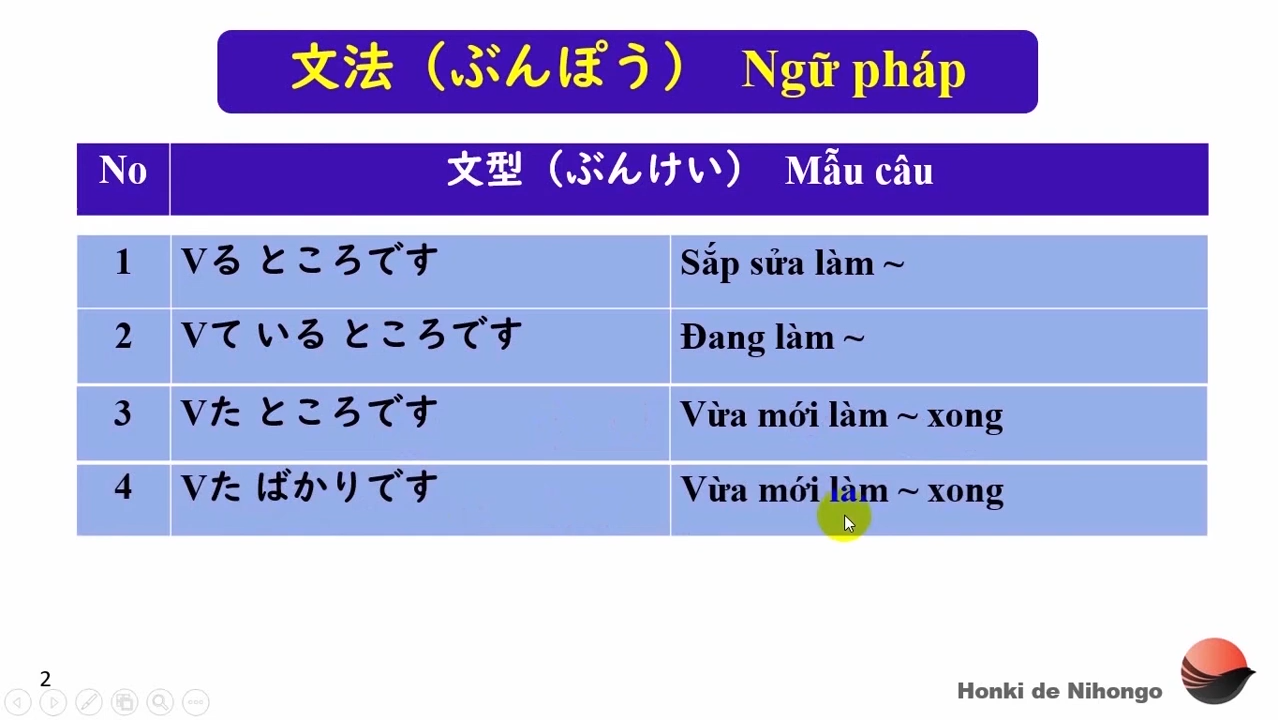 文法（ぶんぽう） Ngữ pháp
No 文型（ぶんけい） Mẫu câu
1 Vる ところです Sắp sửa làm ~
2 Vて いる ところです Đang làm ~
3 Vた ところです Vừa mới làm ~ xong
4 Vた ばかりです Vừa mới làm ~ xong
2
Honki de Nihongo